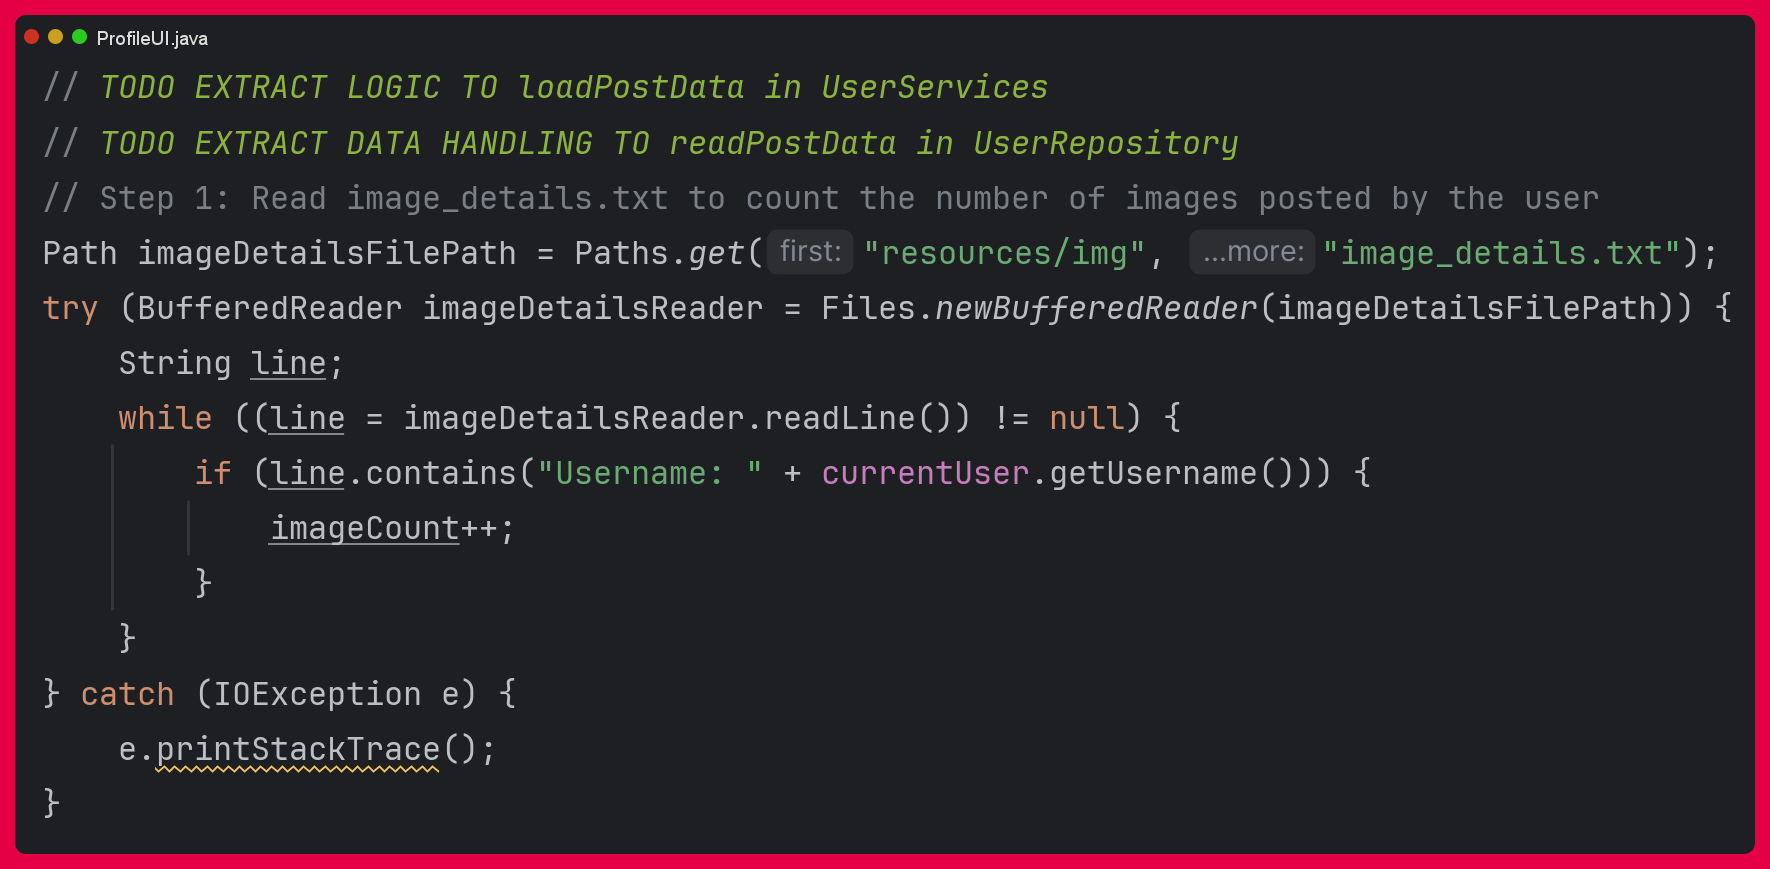 ProfileUI.java
// TODO EXTRACT LOGIC TO loadPostData in UserServices
// TODO EXTRACT DATA HANDLING TO readPostData in UserRepository
// Step 1: Read image_details.txt to count the number of images posted by the user
Path imageDetailsFilePath = Paths.get( first: "resources/img", ...more: "image_details.txt");
try (BufferedReader imageDetailsReader = Files.newBufferedReader(imageDetailsFilePath)) {
    String line;
    while ((line = imageDetailsReader.readLine()) != null) {
        if (line.contains("Username: " + currentUser.getUsername())) {
            imageCount++;
        }
    }
} catch (IOException e) {
    e.printStackTrace();
}